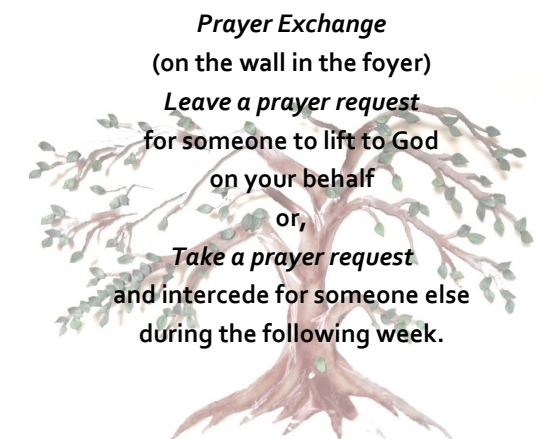 Prayer Exchange
(on the wall in the foyer)
Leave a prayer request
for someone to lift to God
on your behalf
or,
Take a prayer request
and intercede for someone else
during the following week.